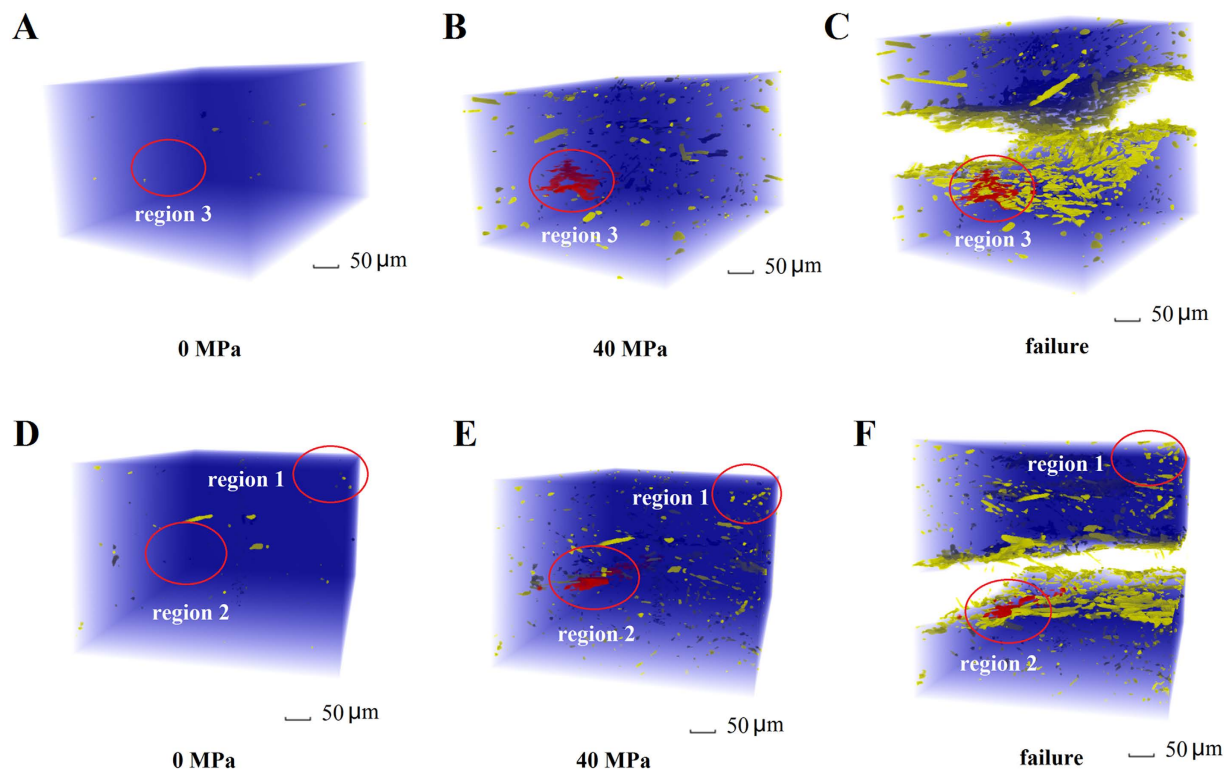 A
B
C
region 3
region 3
region 3
50 μm
50 μm
50 μm
0 MPa
40 MPa
failure
D
E
F
region 1
region 1
region 1
region 2
region 2
region 2
50 μm
50 μm
50 μm
0 MPa
40 MPa
failure